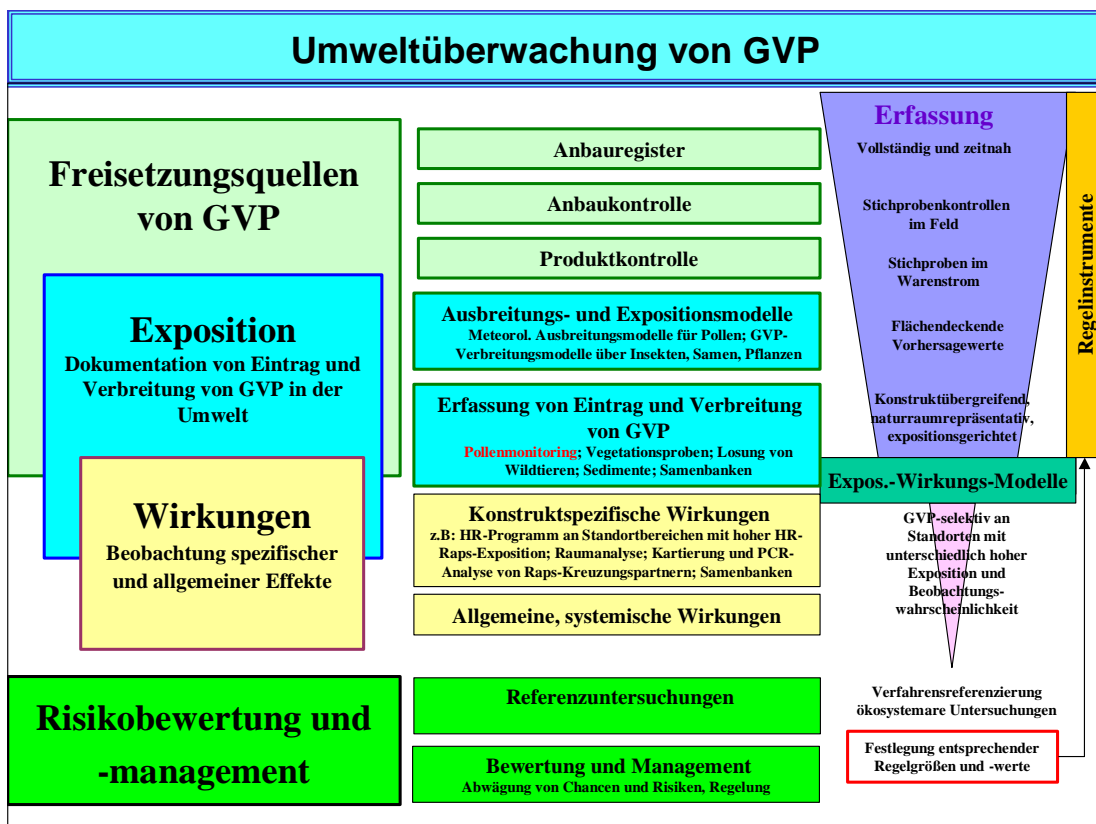 Umweltüberwachung von GVP
Freisetzungsquellen
von GVP
Exposition
Dokumentation von Eintrag und
Verbreitung von GVP in der
Umwelt
Wirkungen
Beobachtung spezifischer
und allgemeiner Effekte
Risikobewertung und
-management
Anbauregister
Anbaukontrolle
Produktkontrolle
Ausbreitungs- und Expositionsmodelle
Meteorol. Ausbreitungsmodelle für Pollen; GVP-
Verbreitungsmodelle über Insekten, Samen, Pflanzen
Erfassung von Eintrag und Verbreitung
von GVP
Pollenmonitoring; Vegetationsproben; Losung von
Wildtieren; Sedimente; Samenbanken
Konstruktspezifische Wirkungen
z.B: HR-Programm an Standortbereichen mit hoher HR-
Raps-Exposition; Raumanalyse; Kartierung und PCR-
Analyse von Raps-Kreuzungspartnern; Samenbanken
Allgemeine, systemische Wirkungen
Referenzuntersuchungen
Bewertung und Management
Abwägung von Chancen und Risiken, Regelung
Erfassung
Vollständig und zeitnah
Stichprobenkontrollen
im Feld
Stichproben im
Warenstrom
Flächendeckende
Vorhersagewerte
Konstruktübergreifend,
naturraumrepräsentativ,
expositionsgerichtet
Expos.-Wirkungs-Modelle
GVP-selektiv an
Standorten mit
unterschiedlich hoher
Exposition und
Beobachtungs-
wahrscheinlichkeit
Verfahrensreferenzierung
ökosystemare Untersuchungen
Festlegung entsprechender
Regelgrößen und -werte
Regelinstrumente